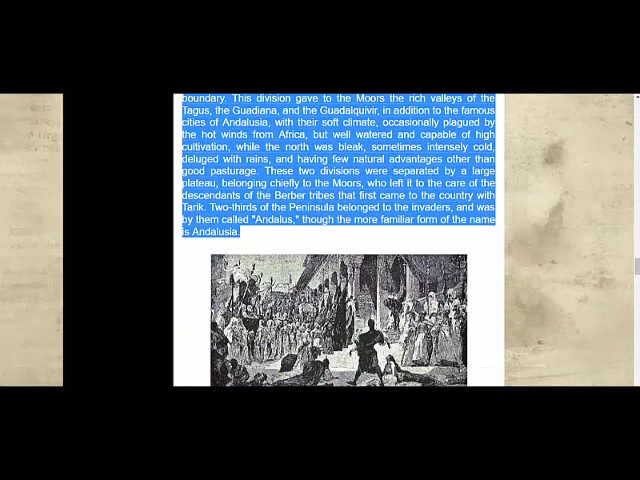 boundary. This division gave to the Moors the rich valleys of the
Tagus, the Guadiana, and the Guadalquivir, in addition to the famous
cities of Andalusia, with their soft climate, occasionally plagued by
the hot winds from Africa, but well watered and capable of high
cultivation, while the north was bleak, sometimes intensely cold,
deluged with rains, and having few natural advantages other than
good pasturage. These two divisions were separated by a large
plateau, belonging chiefly to the Moors, who left it to the care of the
descendants of the Berber tribes that first came to the country with
Tarik. Two-thirds of the Peninsula belonged to the invaders, and was
by them called "Andalus," though the more familiar form of the name
is Andalusia.